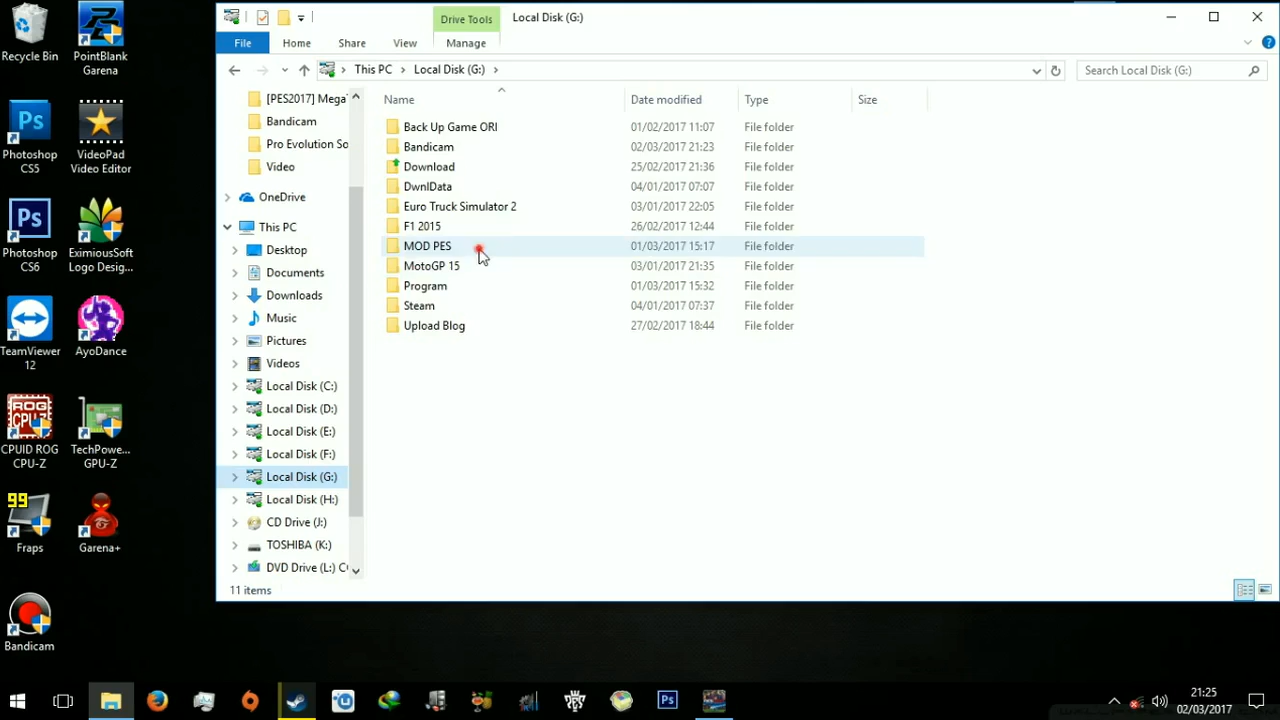 Recycle Bin
PointBlank
Garena
Ps
Photoshop
CS5
VideoPad
Video Editor
Ps
Photoshop
CS6
EximiousSoft
Logo Desig...
TeamViewer
12
AyoDance
CPUID ROG
CPU-Z
TechPowe...
GPU-Z
99
Fraps
Garena+
Bandicam
Drive Tools
Local Disk (G:)
File
Home
Share
View
Manage
This PC
Local Disk (G:)
Search Local Disk (G:)
[PES2017] Mega
Bandicam
Pro Evolution So
Video
OneDrive
This PC
Desktop
Documents
Downloads
Music
Pictures
Videos
Local Disk (C:)
Local Disk (D:)
Local Disk (E:)
Local Disk (F:)
Local Disk (G:)
Local Disk (H:)
CD Drive (J:)
TOSHIBA (K:)
DVD Drive (L:) C
Name Date modified Type Size
Back Up Game ORI 01/02/2017 11:07 File folder
Bandicam 02/03/2017 21:23 File folder
Download 25/02/2017 21:36 File folder
DwnlData 04/01/2017 07:07 File folder
Euro Truck Simulator 2 03/01/2017 22:05 File folder
F1 2015 26/02/2017 12:44 File folder
MOD PES 01/03/2017 15:17 File folder
MotoGP 15 03/01/2017 21:35 File folder
Program 01/03/2017 15:32 File folder
Steam 04/01/2017 07:37 File folder
Upload Blog 27/02/2017 18:44 File folder
11 items
Ps
21:25
02/03/2017